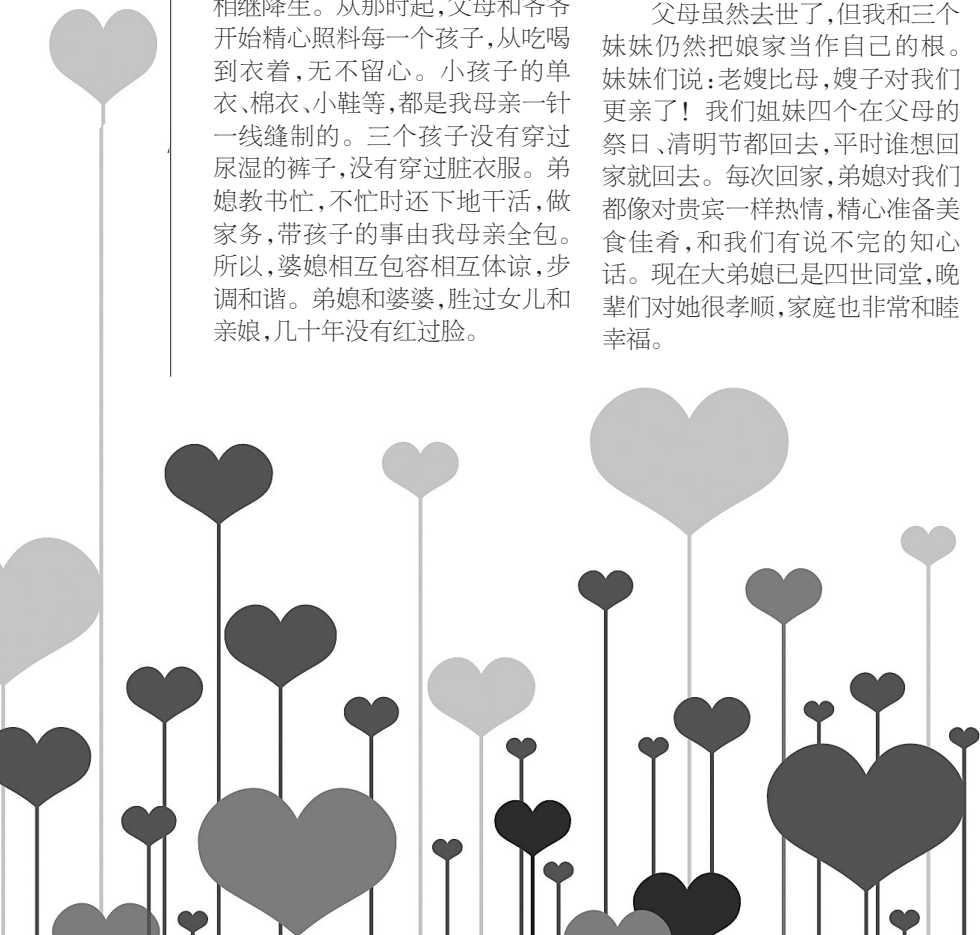 相继降生。从那时起,父母和爷爷
开始精心照料每一个孩子,从吃喝
到衣着,无不留心。小孩子的单
衣、棉衣、小鞋等,都是我母亲一针
一线缝制的。三个孩子没有穿过
尿湿的裤子,没有穿过脏衣服。弟
媳教书忙,不忙时还下地干活,做
家务,带孩子的事由我母亲全包。
所以,婆媳相互包容相互体谅,步
调和谐。弟媳和婆婆,胜过女儿和
亲娘,几十年没有红过脸。
父母虽然去世了,但我和三个
妹妹仍然把娘家当作自己的根。
妹妹们说:老嫂比母,嫂子对我们
更亲了!我们姐妹四个在父母的
祭日、清明节都回去,平时谁想回
家就回去。每次回家,弟媳对我们
都像对贵宾一样热情,精心准备美
食佳肴,和我们有说不完的知心
话。现在大弟媳已是四世同堂,晚
辈们对她很孝顺,家庭也非常和睦
幸福。